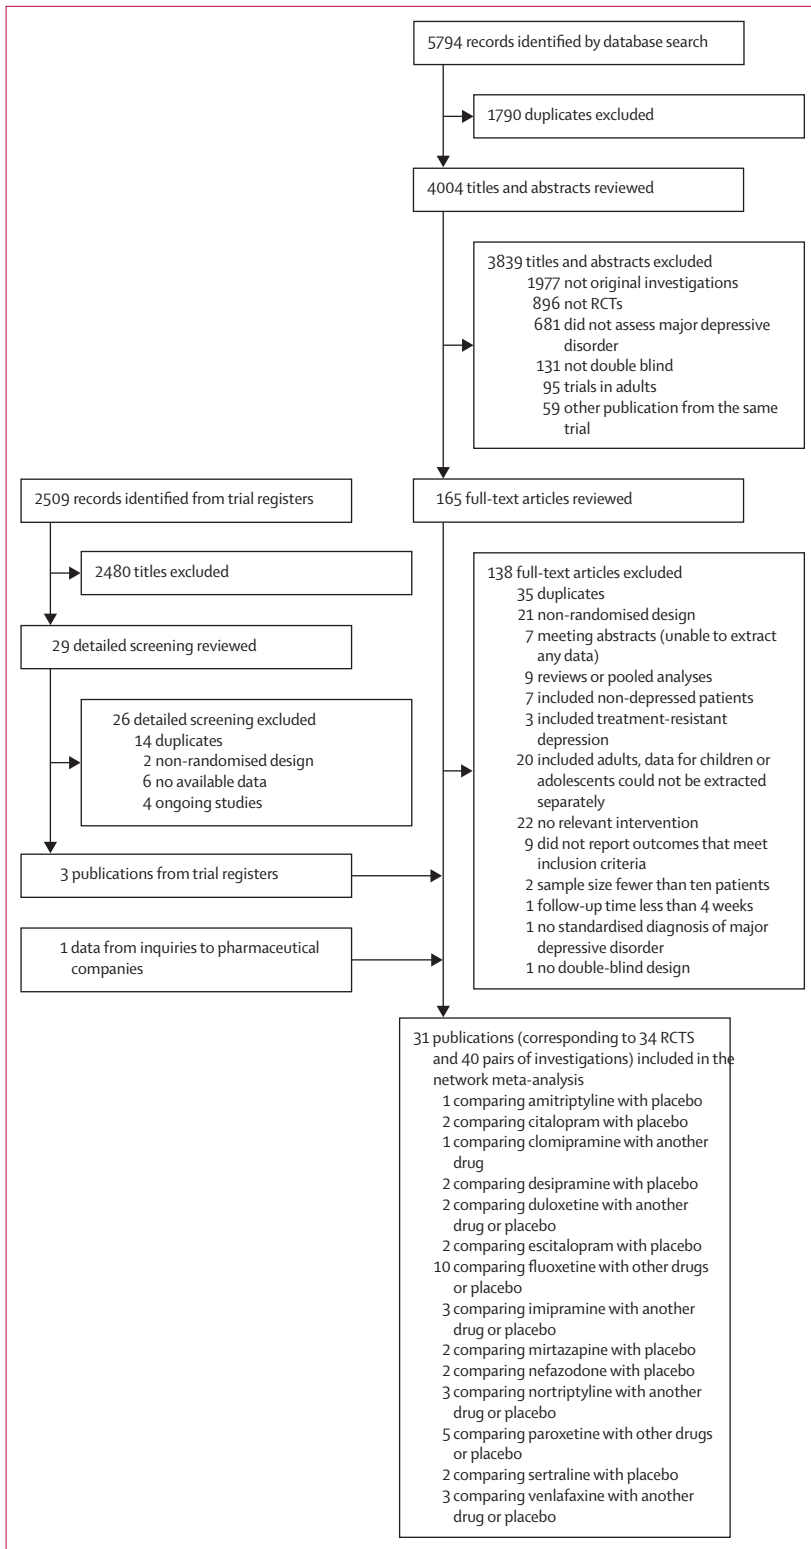 5794 records identified by database search
1790 duplicates excluded
4004 titles and abstracts reviewed
3839 titles and abstracts excluded
1977 not original investigations
896 not RCTs
681 did not assess major depressive
disorder
131 not double blind
95 trials in adults
59 other publication from the same
trial
2509 records identified from trial registers
165 full-text articles reviewed
2480 titles excluded
29 detailed screening reviewed
26 detailed screening excluded
14 duplicates
2 non-randomised design
6 no available data
4 ongoing studies
138 full-text articles excluded
35 duplicates
21 non-randomised design
7 meeting abstracts (unable to extract
any data)
9 reviews or pooled analyses
7 included non-depressed patients
3 included treatment-resistant
depression
20 included adults, data for children or
adolescents could not be extracted
separately
22 no relevant intervention
9 did not report outcomes that meet
inclusion criteria
2 sample size fewer than ten patients
1 follow-up time less than 4 weeks
1 no standardised diagnosis of major
depressive disorder
1 no double-blind design
3 publications from trial registers
1 data from inquiries to pharmaceutical
companies
31 publications (corresponding to 34 RCTS
and 40 pairs of investigations) included in the
network meta-analysis
1 comparing amitriptyline with placebo
2 comparing citalopram with placebo
1 comparing clomipramine with another
drug
2 comparing desipramine with placebo
2 comparing duloxetine with another
drug or placebo
2 comparing escitalopram with placebo
10 comparing fluoxetine with other drugs
or placebo
3 comparing imipramine with another
drug or placebo
2 comparing mirtazapine with placebo
2 comparing nefazodone with placebo
3 comparing nortriptyline with another
drug or placebo
5 comparing paroxetine with other drugs
or placebo
2 comparing sertraline with placebo
3 comparing venlafaxine with another
drug or placebo